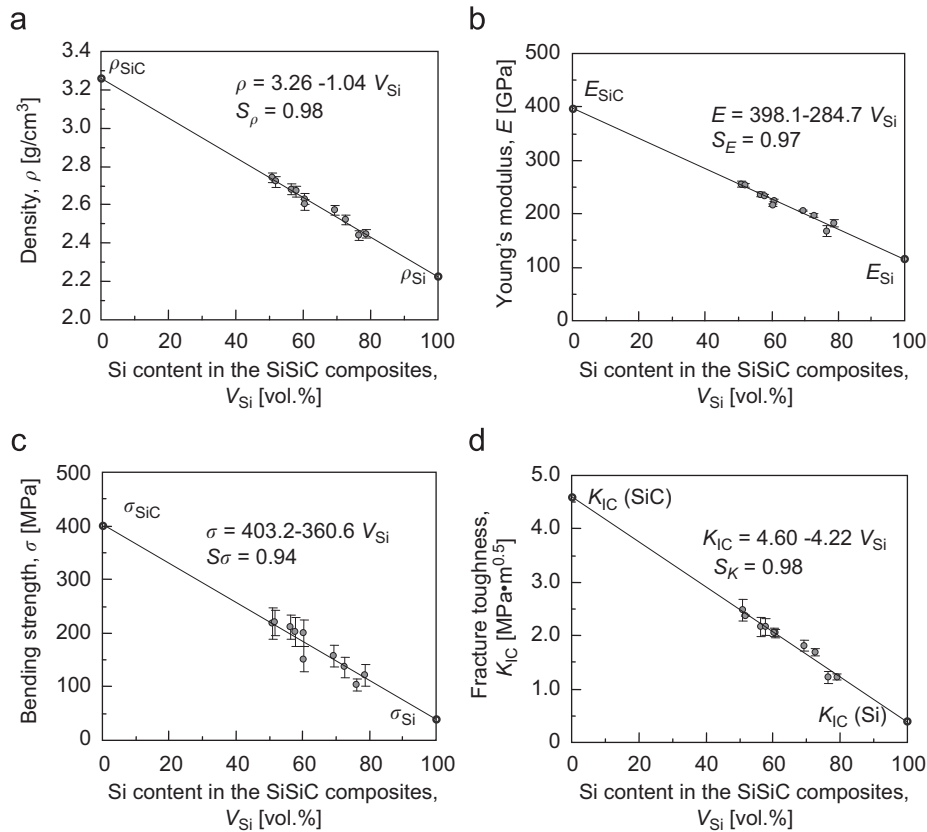 a
3.4
3.2
3.0
2.8
2.6
2.4
2.2
2.0
Density, ρ [g/cm³]
ρSiC
ρ = 3.26 -1.04 VSi
Sρ = 0.98
ρSi
0 20 40 60 80 100
Si content in the SiSiC composites,
VSi [vol.%]
b
500
400
300
200
100
0
Young's modulus, E [GPa]
ESiC
E = 398.1-284.7 VSi
SE = 0.97
ESi
0 20 40 60 80 100
Si content in the SiSiC composites,
VSi [vol.%]
c
500
400
300
200
100
0
Bending strength, σ [MPa]
σSiC
σ = 403.2-360.6 VSi
Sσ = 0.94
σSi
0 20 40 60 80 100
Si content in the SiSiC composites,
VSi [vol.%]
d
5.0
4.0
3.0
2.0
1.0
0
Fracture toughness,
KIC [MPa•m0.5]
KIC (SiC)
KIC = 4.60 -4.22 VSi
SK = 0.98
KIC (Si)
0 20 40 60 80 100
Si content in the SiSiC composites,
VSi [vol.%]